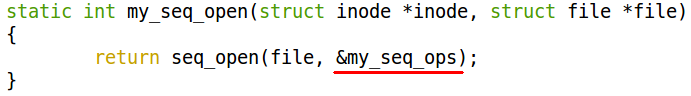 static int my_seq_open(struct inode *inode, struct file *file)
{
        return seq_open(file, &my_seq_ops);
}